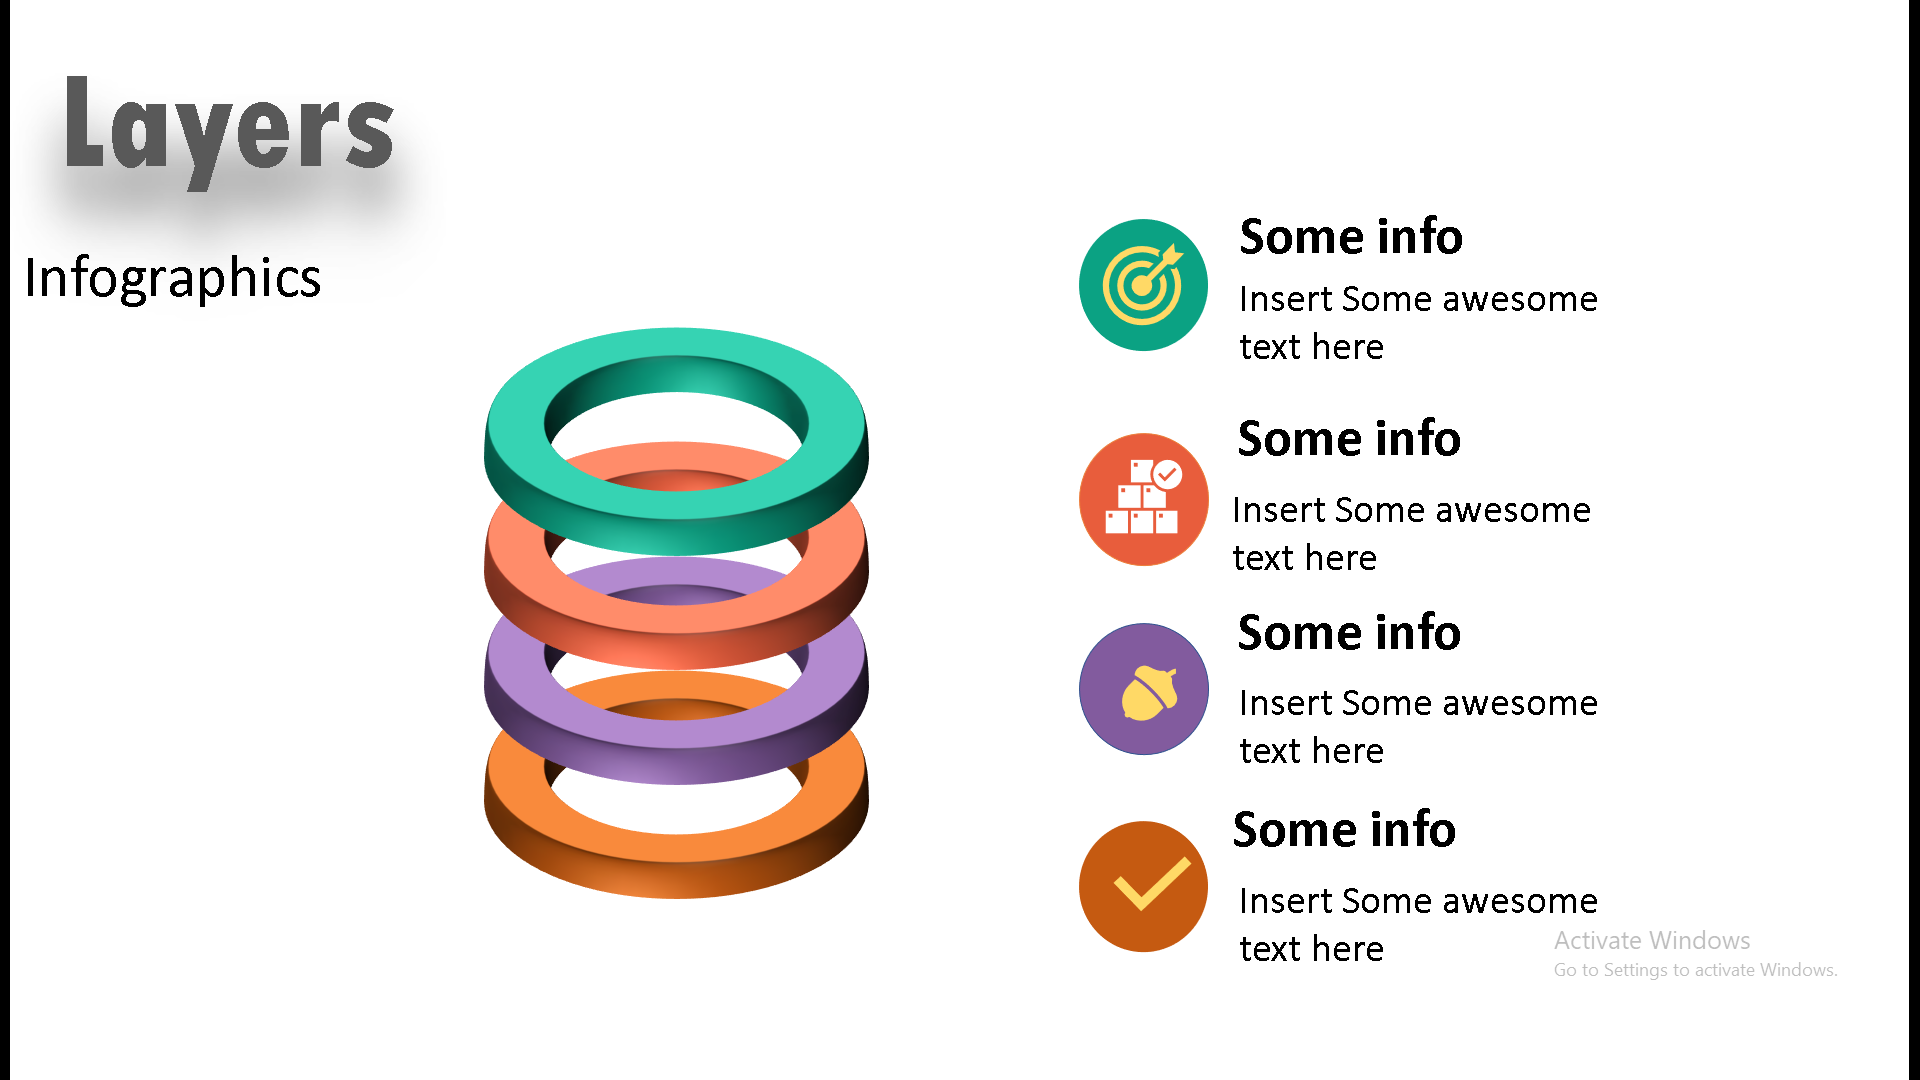 Layers
Infographics
Some info
Insert Some awesome
text here
Some info
Insert Some awesome
text here
Some info
Insert Some awesome
text here
Some info
Insert Some awesome
text here
Activate Windows
Go to Settings to activate Windows.